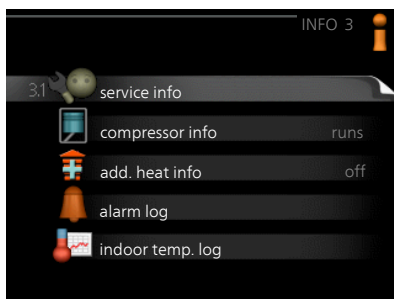 INFO 3
3.1 service info
compressor info runs
add. heat info off
alarm log
indoor temp. log